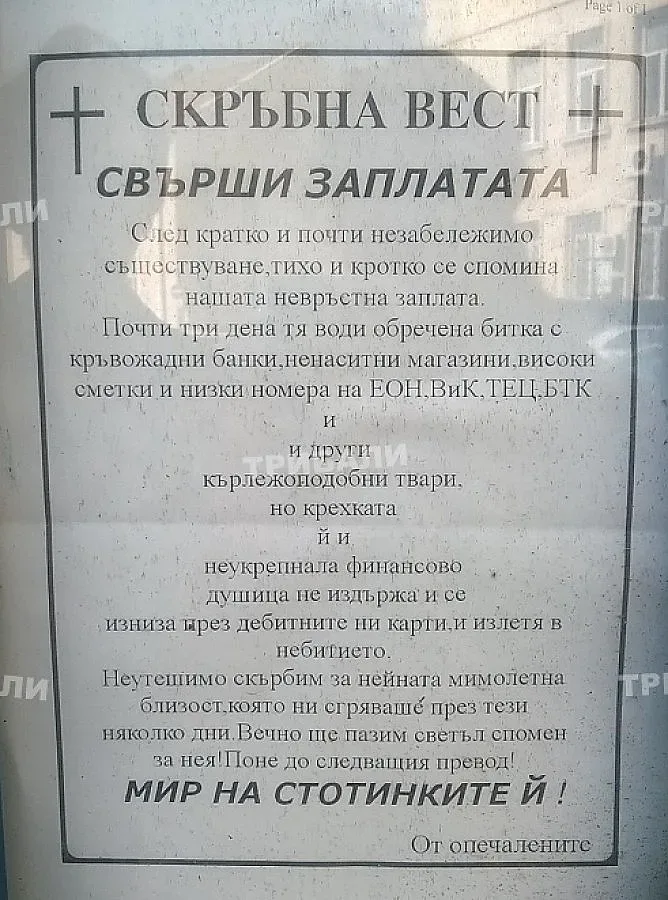 Page 1 of 1
СКРЪБНА ВЕСТ
СВЪРШИ ЗАПЛАТАТА
След кратко и почти незабележимо
съществуване,тихо и кротко се спомина
нашата невръстна заплата.
Почти три дена тя води обречена битка с
кръвожадни банки,ненаситни магазини,високи
сметки и низки номера на ЕОН,ВиК,ТЕЦ,БТК
и
и други
ТРИБАЛИ
кърлежоподобни твари,
но крехката
й и
неукрепнала финансово
душица не издържа и се
изниза през дебитните ни карти,и излетя в
небитието.
Неутешимо скърбим за нейната мимолетна
близост,която ни сгряваше през тези
няколко дни.Вечно ще пазим светъл спомен
за нея!Поне до следващия превод!
МИР НА СТОТИНКИТЕ Й !
От опечалените